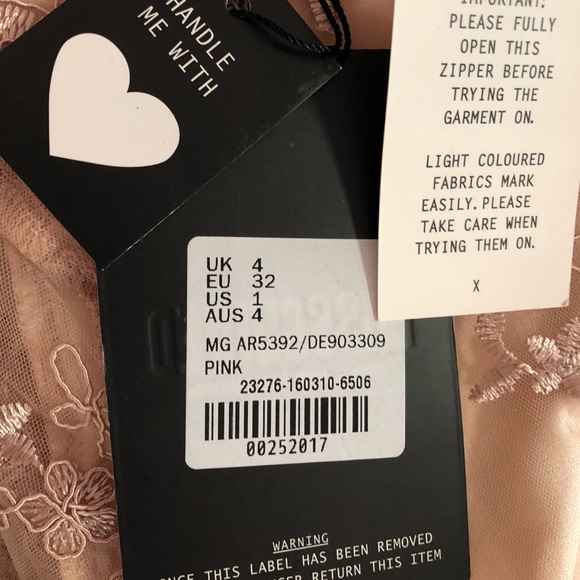 HANDLE
ME WITH
IMPORTANT:
PLEASE FULLY
OPEN THIS
ZIPPER BEFORE
TRYING THE
GARMENT ON.
LIGHT COLOURED
FABRICS MARK
EASILY. PLEASE
TAKE CARE WHEN
TRYING THEM ON.
X
UK 4
EU 32
US 1
AUS 4
MG AR5392/DE903309
PINK
23276-160310-6506
00252017
WARNING
ONCE THIS LABEL HAS BEEN REMOVED
RETURN THIS ITEM